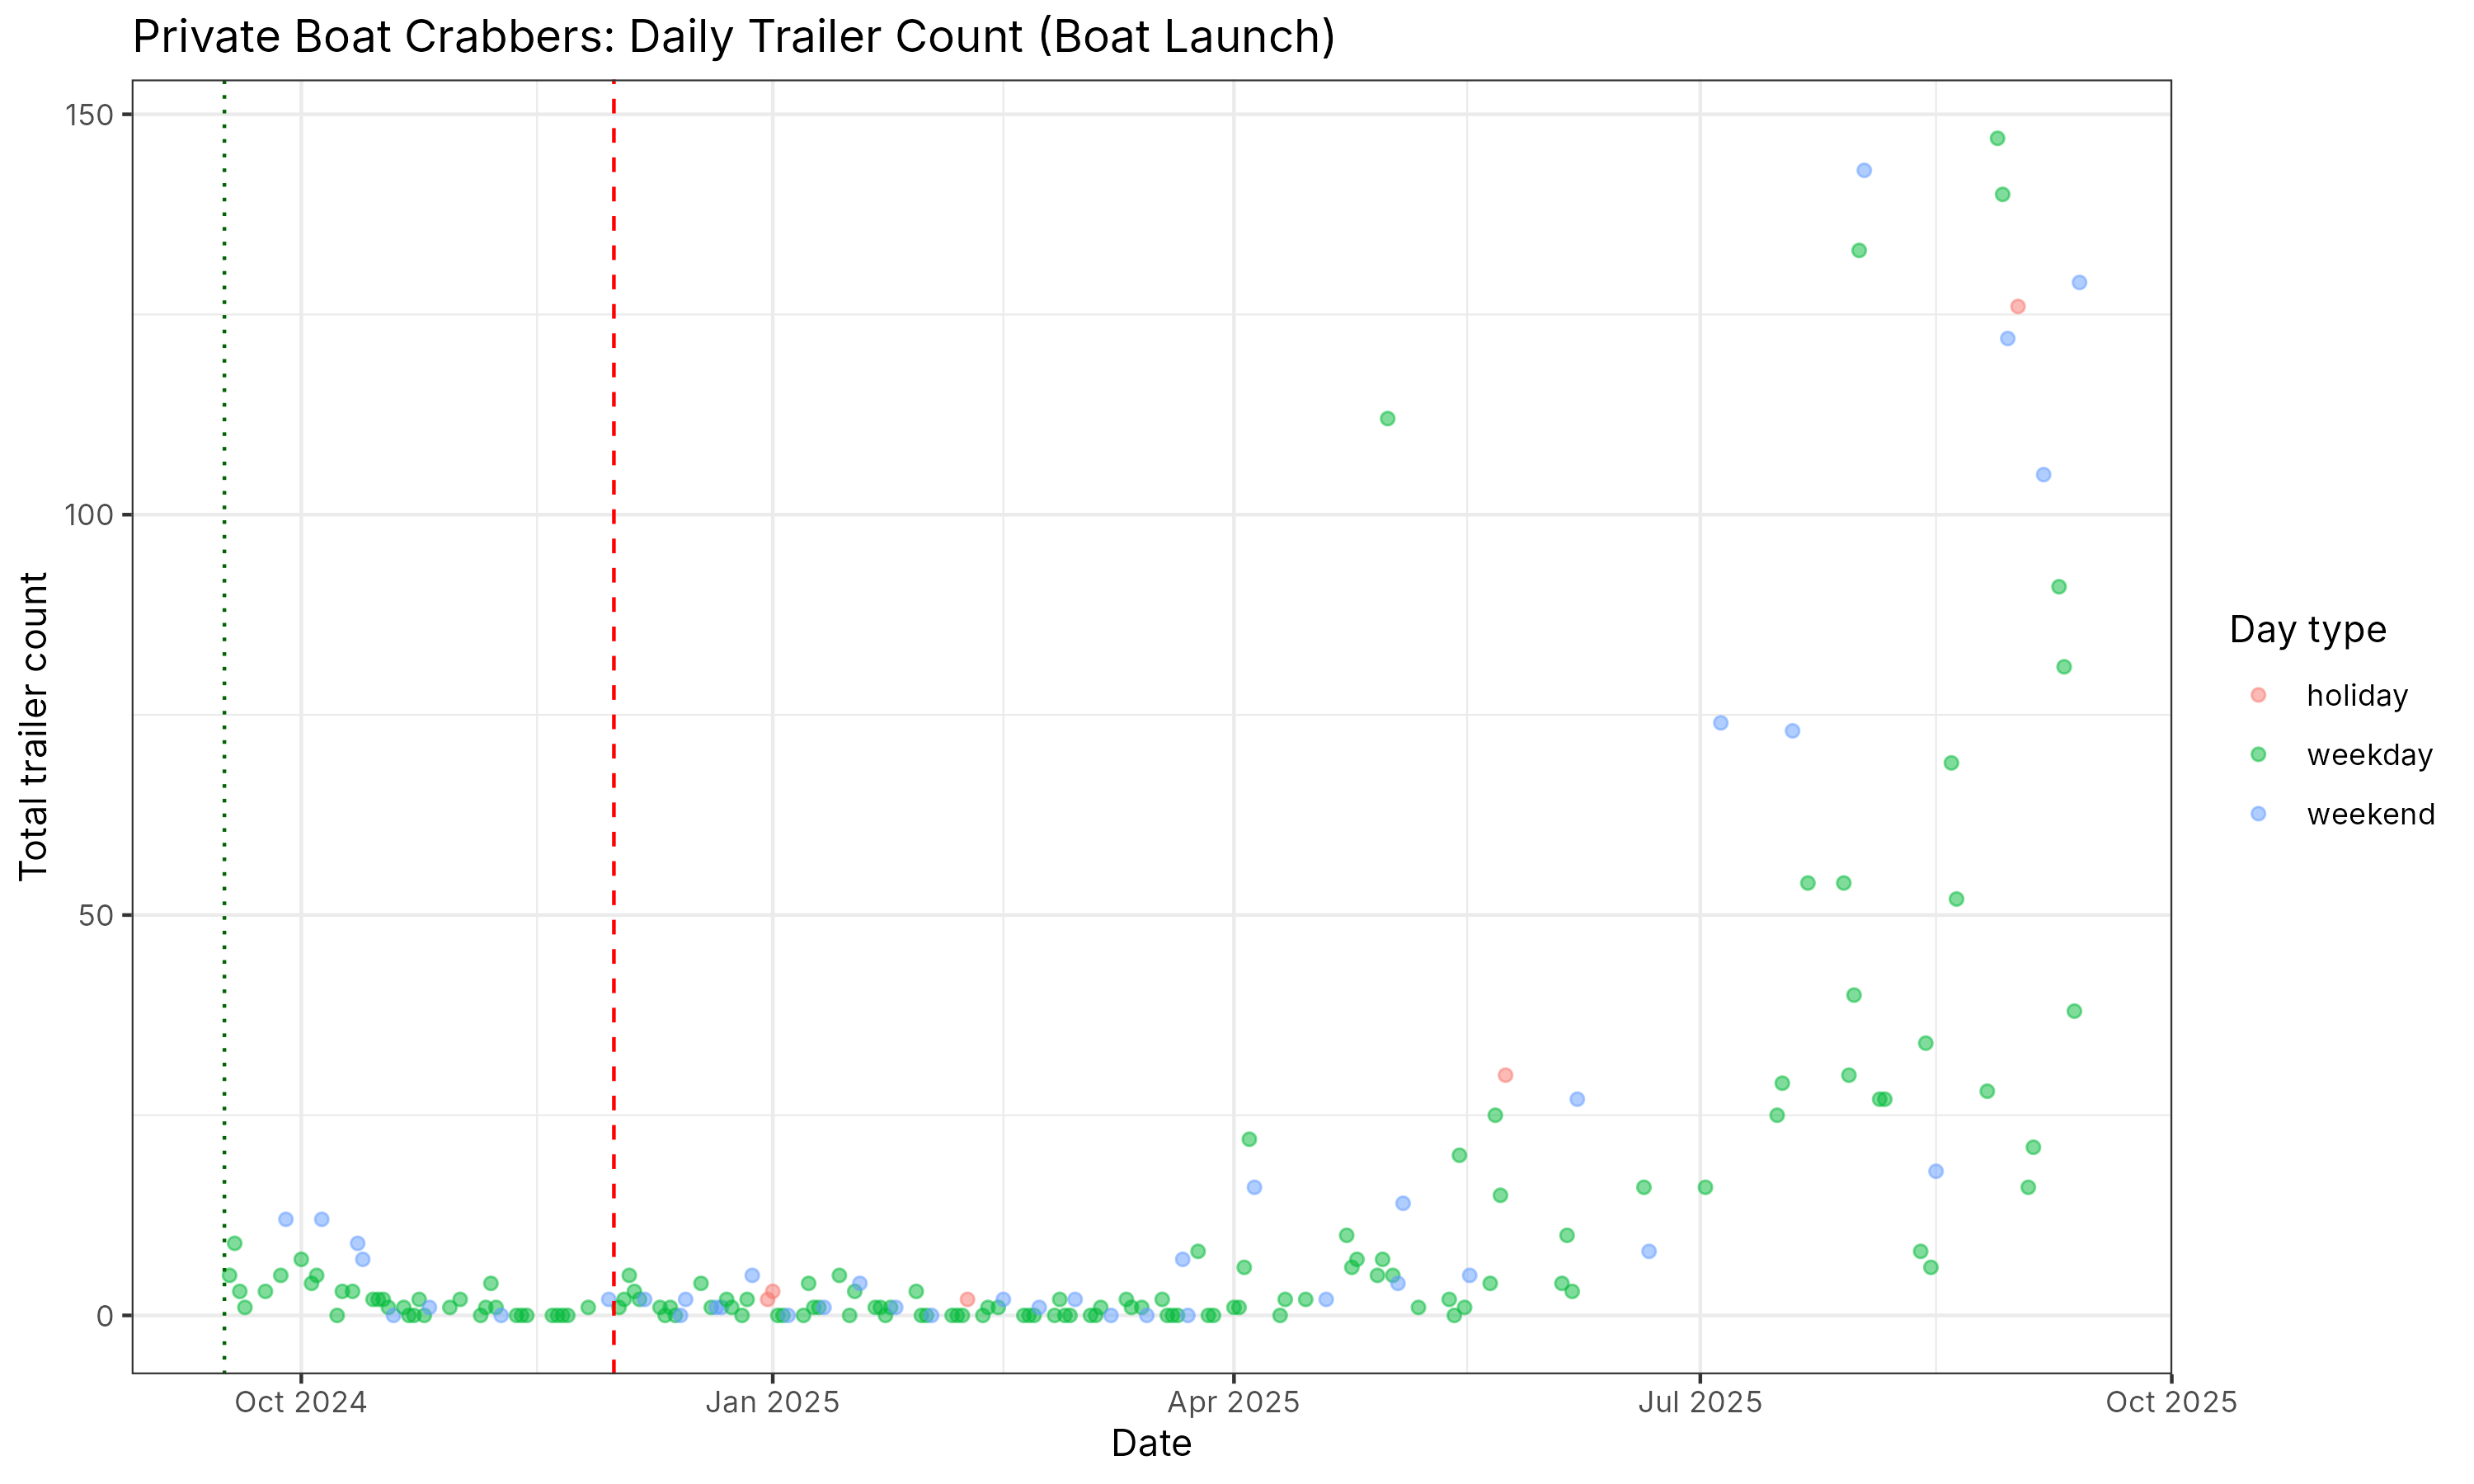 Private Boat Crabbers: Daily Trailer Count (Boat Launch)
150
100
50
0
Total trailer count
Oct 2024
Jan 2025
Apr 2025
Jul 2025
Oct 2025
Date
Day type
holiday
weekday
weekend